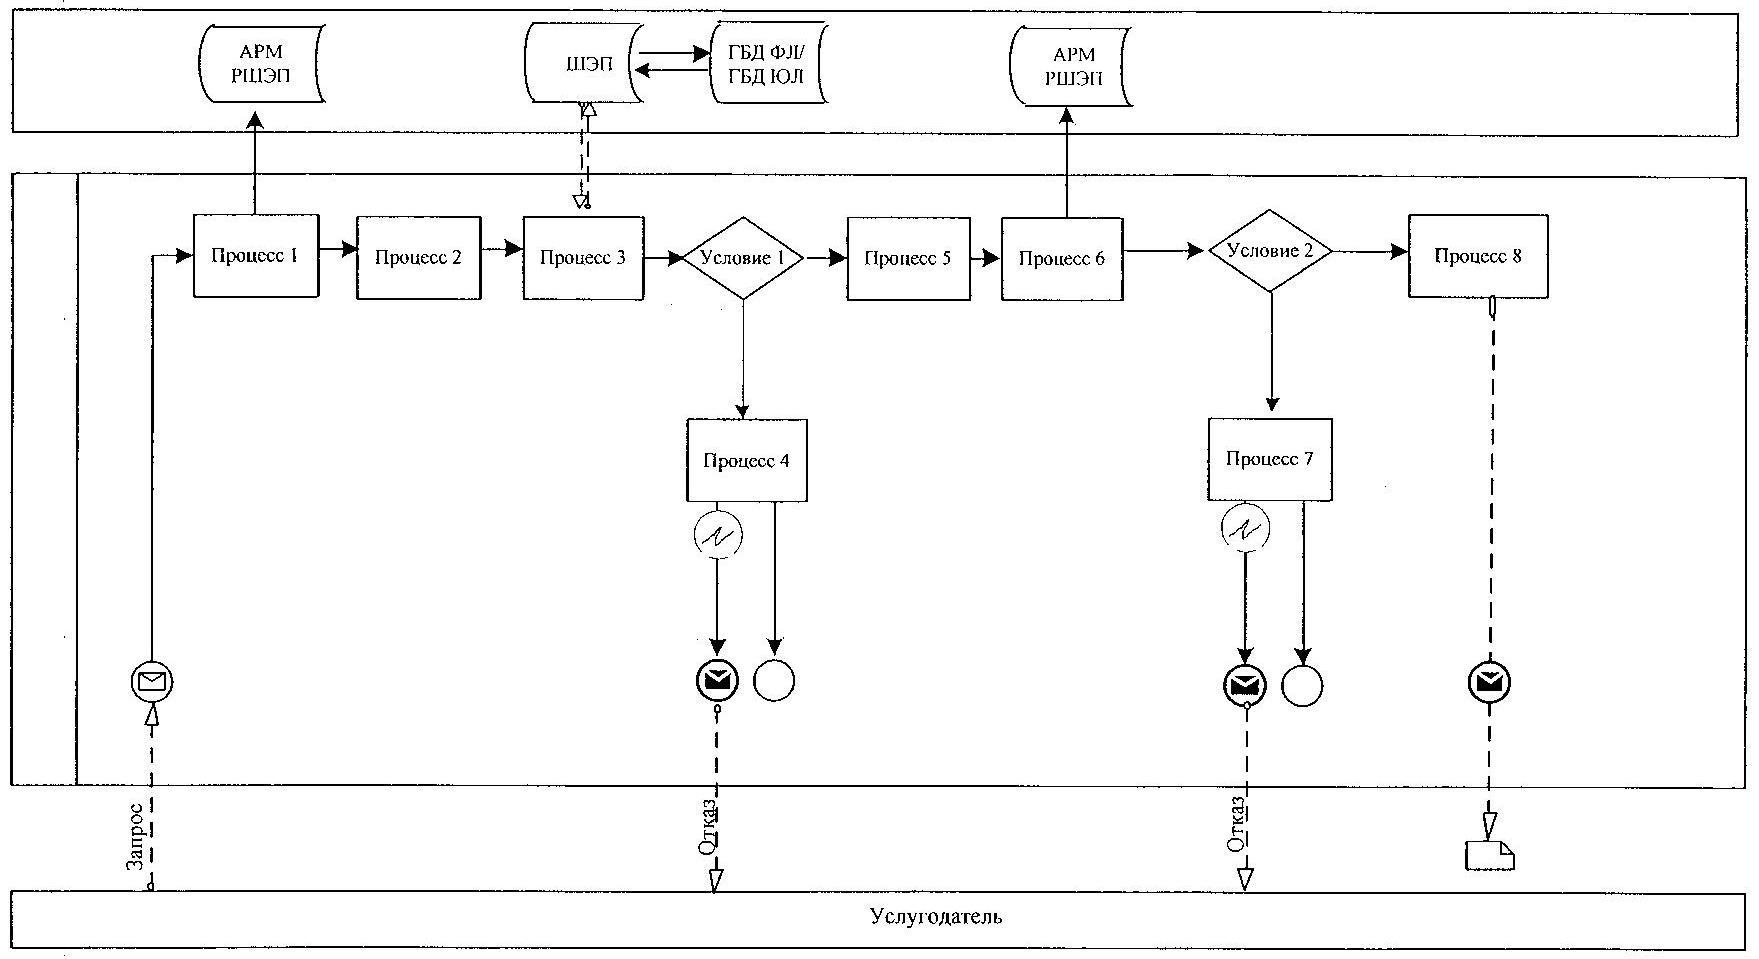 АРМ
РШЭП
ШЭП
ГБД ФЛ/
ГБД ЮЛ
АРМ
РШЭП
Процесс 1
Процесс 2
Процесс 3
Условие 1
Процесс 5
Процесс 6
Условие 2
Процесс 8
Процесс 4
Процесс 7
Запрос
Отказ
Отказ
Услугодатель